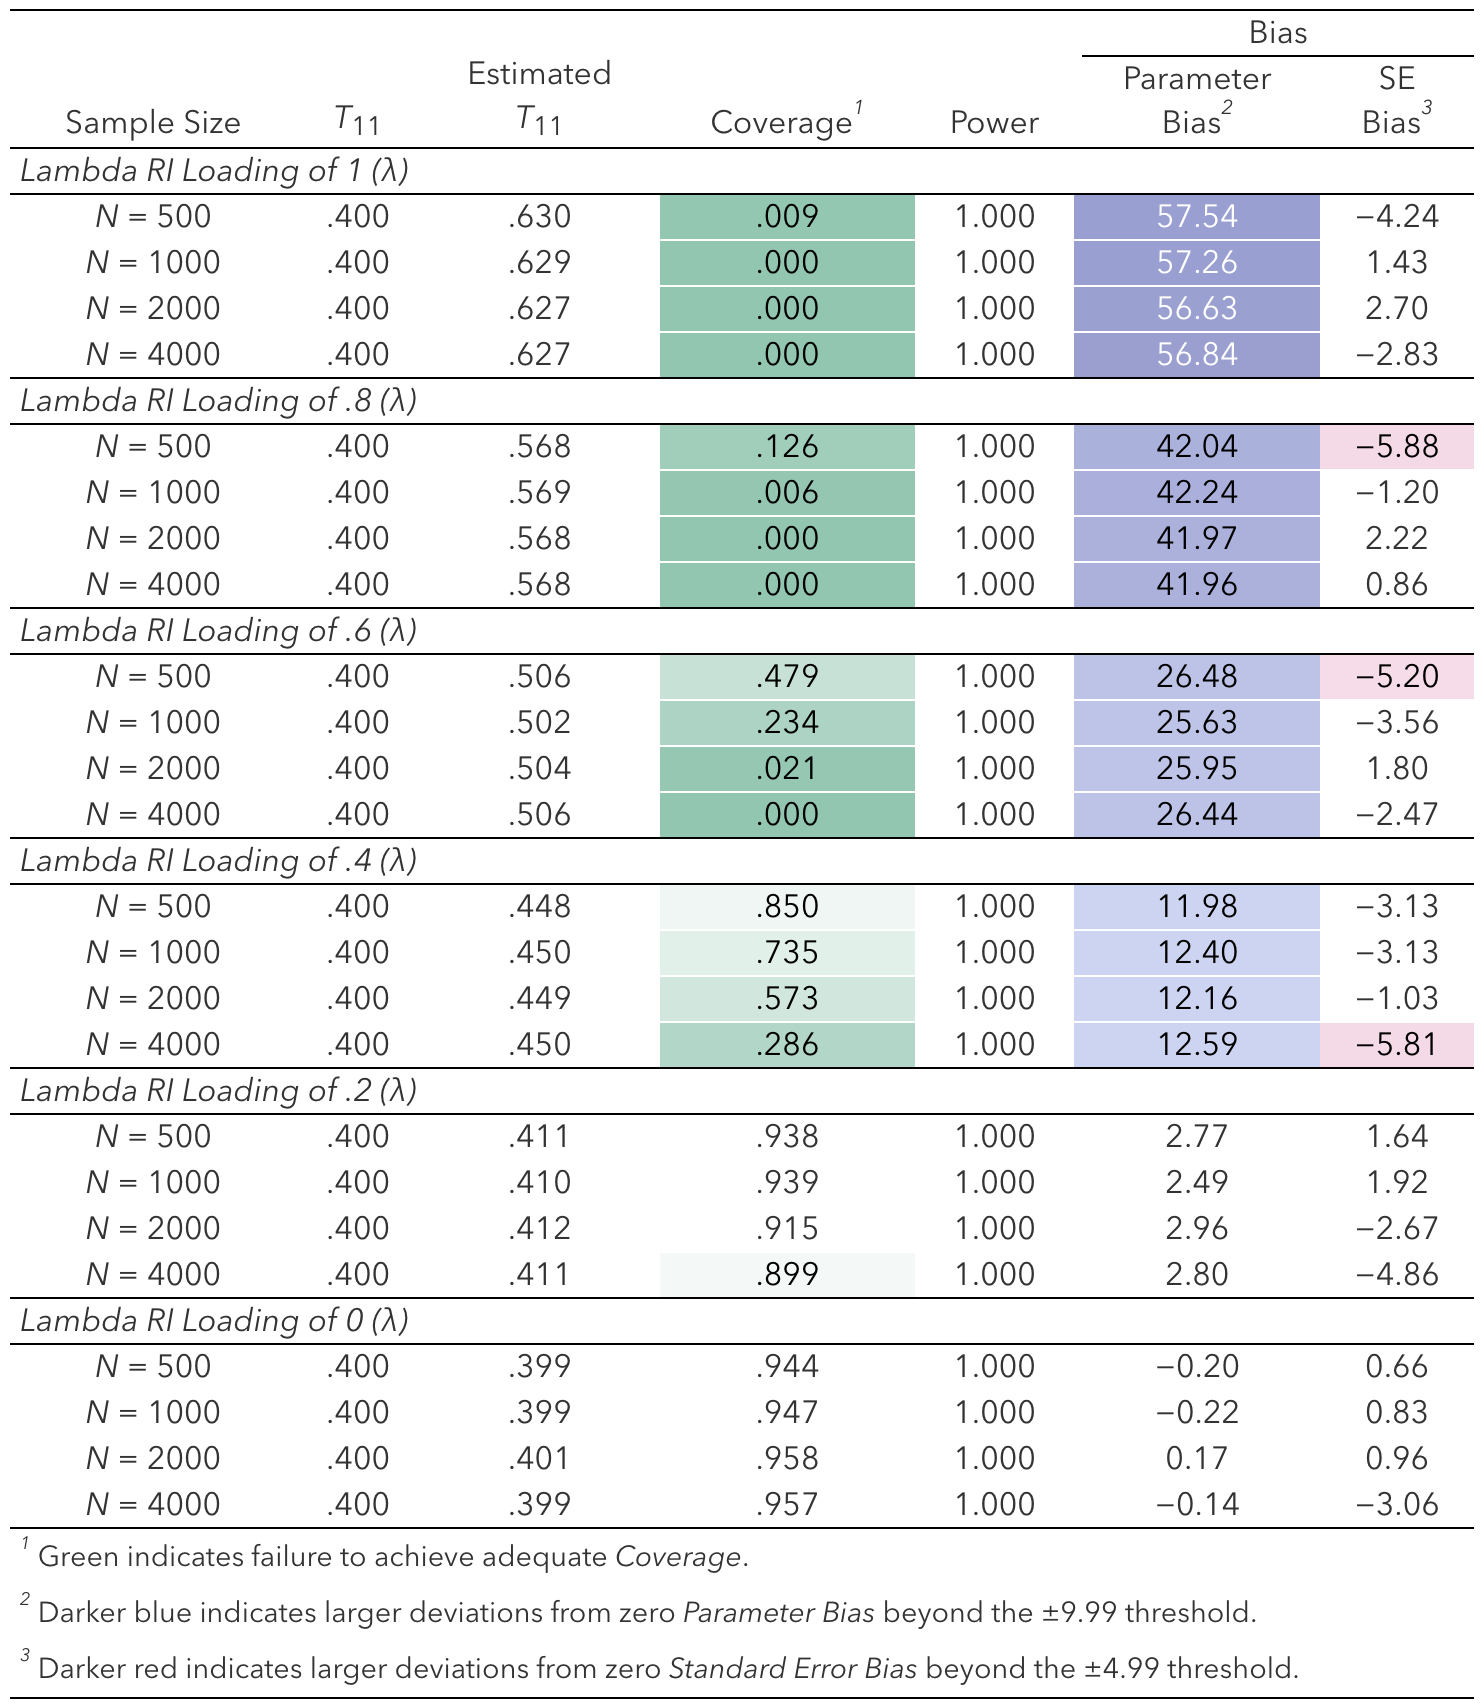 Bias
Estimated Parameter SE
Sample Size T11 T11 Coverage1 Power Bias2 Bias3
Lambda RI Loading of 1 (λ)
N = 500 .400 .630 .009 1.000 57.54 −4.24
N = 1000 .400 .629 .000 1.000 57.26 1.43
N = 2000 .400 .627 .000 1.000 56.63 2.70
N = 4000 .400 .627 .000 1.000 56.84 −2.83
Lambda RI Loading of .8 (λ)
N = 500 .400 .568 .126 1.000 42.04 −5.88
N = 1000 .400 .569 .006 1.000 42.24 −1.20
N = 2000 .400 .568 .000 1.000 41.97 2.22
N = 4000 .400 .568 .000 1.000 41.96 0.86
Lambda RI Loading of .6 (λ)
N = 500 .400 .506 .479 1.000 26.48 −5.20
N = 1000 .400 .502 .234 1.000 25.63 −3.56
N = 2000 .400 .504 .021 1.000 25.95 1.80
N = 4000 .400 .506 .000 1.000 26.44 −2.47
Lambda RI Loading of .4 (λ)
N = 500 .400 .448 .850 1.000 11.98 −3.13
N = 1000 .400 .450 .735 1.000 12.40 −3.13
N = 2000 .400 .449 .573 1.000 12.16 −1.03
N = 4000 .400 .450 .286 1.000 12.59 −5.81
Lambda RI Loading of .2 (λ)
N = 500 .400 .411 .938 1.000 2.77 1.64
N = 1000 .400 .410 .939 1.000 2.49 1.92
N = 2000 .400 .412 .915 1.000 2.96 −2.67
N = 4000 .400 .411 .899 1.000 2.80 −4.86
Lambda RI Loading of 0 (λ)
N = 500 .400 .399 .944 1.000 −0.20 0.66
N = 1000 .400 .399 .947 1.000 −0.22 0.83
N = 2000 .400 .401 .958 1.000 0.17 0.96
N = 4000 .400 .399 .957 1.000 −0.14 −3.06
1 Green indicates failure to achieve adequate Coverage.
2 Darker blue indicates larger deviations from zero Parameter Bias beyond the ±9.99 threshold.
3 Darker red indicates larger deviations from zero Standard Error Bias beyond the ±4.99 threshold.